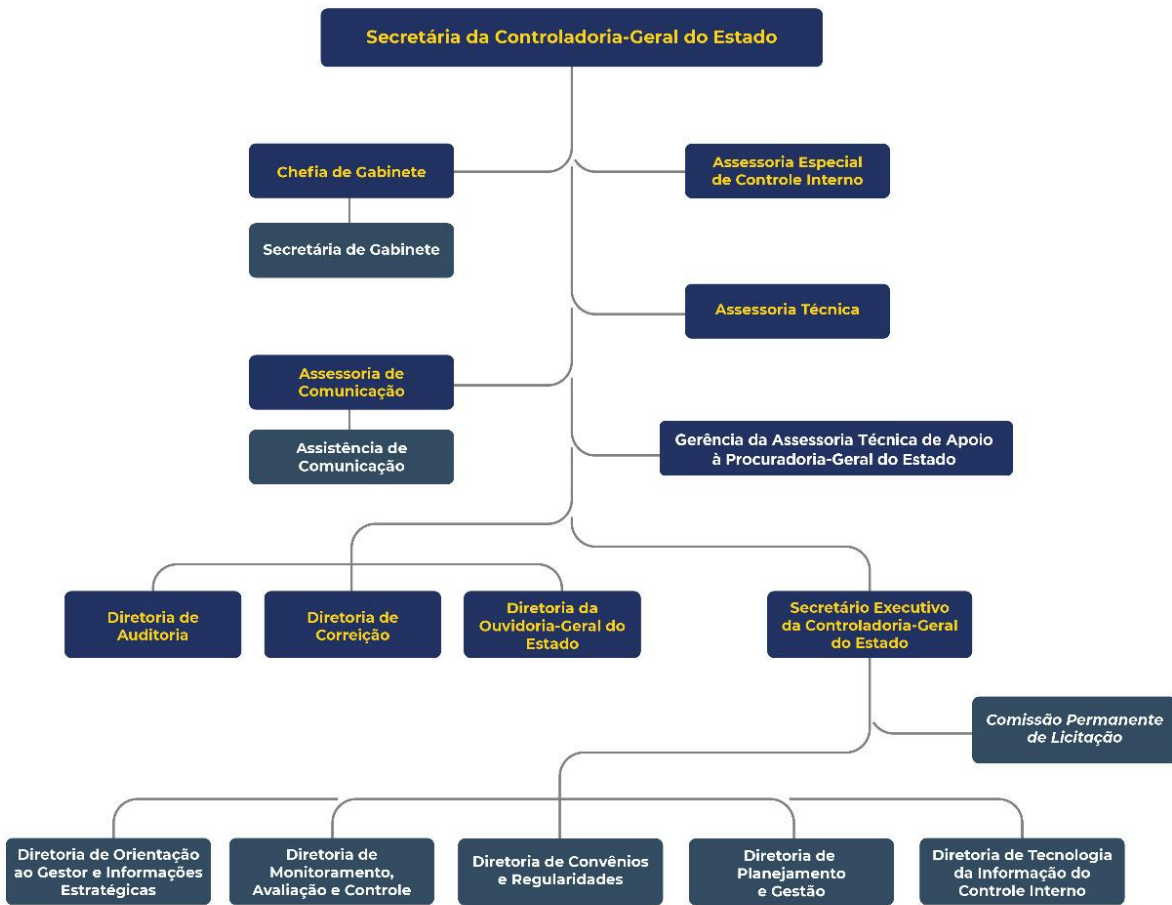 Secretária da Controladoria-Geral do Estado
Chefia de Gabinete
Assessoria Especial
de Controle Interno
Secretária de Gabinete
Assessoria Técnica
Assessoria de
Comunicação
Assistência de
Comunicação
Gerência da Assessoria Técnica de Apoio
à Procuradoria-Geral do Estado
Diretoria de
Auditoria
Diretoria de
Correição
Diretoria da
Ouvidoria-Geral do
Estado
Secretário Executivo
da Controladoria-Geral
do Estado
Comissão Permanente
de Licitação
Diretoria de Orientação
ao Gestor e Informações
Estratégicas
Diretoria de
Monitoramento,
Avaliação e Controle
Diretoria de Convênios
e Regularidades
Diretoria de
Planejamento
e Gestão
Diretoria de Tecnologia
da Informação do
Controle Interno